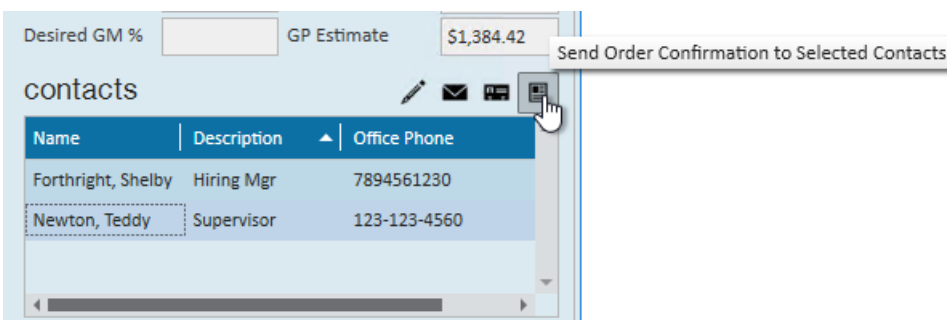 Desired GM % GP Estimate $1,384.42
Send Order Confirmation to Selected Contacts
contacts
Name Description Office Phone
Forthright, Shelby Hiring Mgr 7894561230
Newton, Teddy Supervisor 123-123-4560